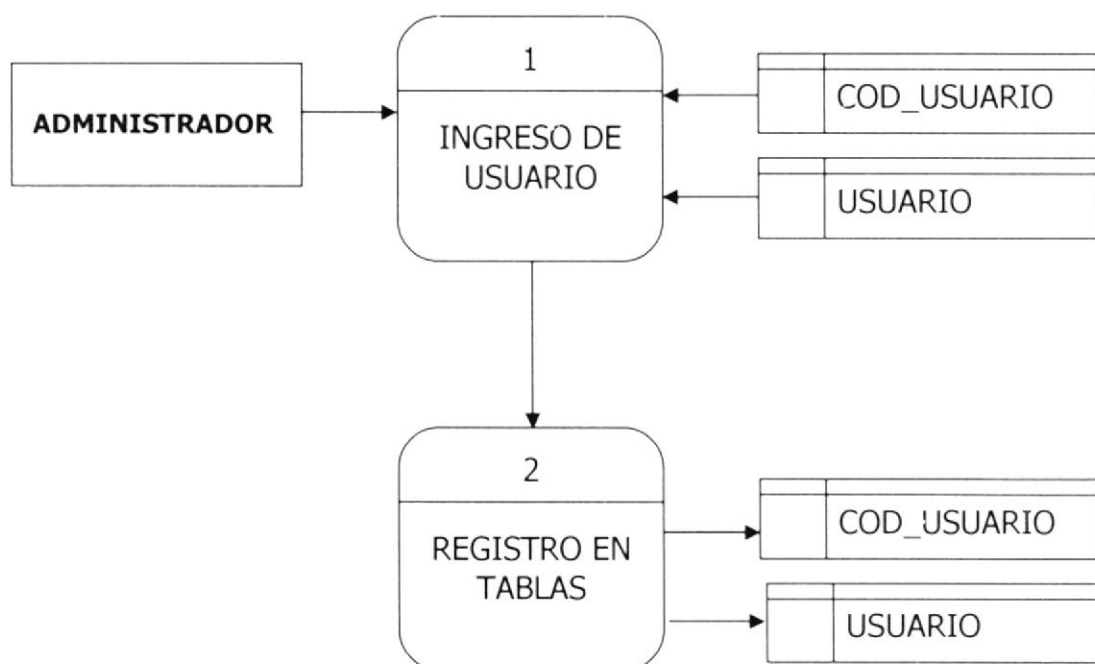 1
ADMINISTRADOR
INGRESO DE
USUARIO
COD_USUARIO
USUARIO
2
REGISTRO EN
TABLAS
COD_USUARIO
USUARIO